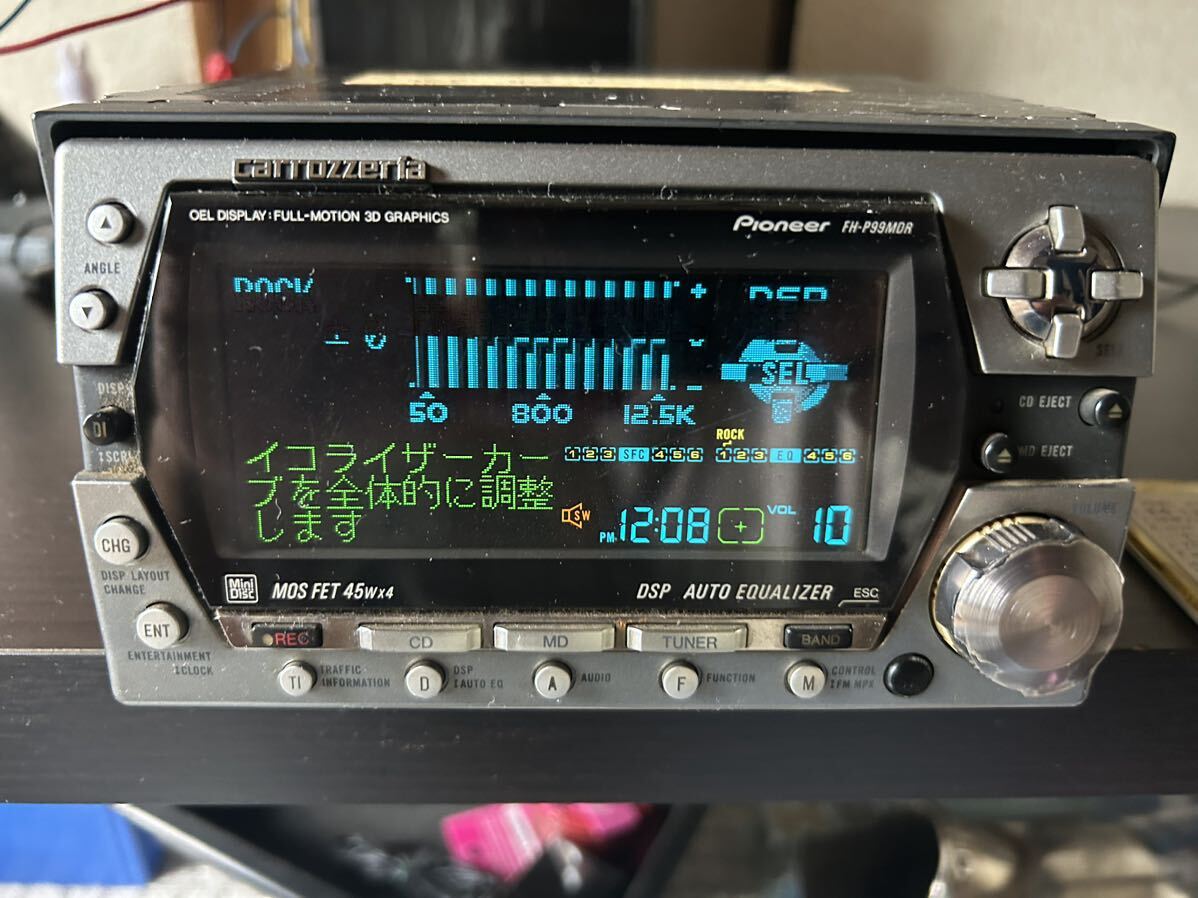 carrozzeria
OEL DISPLAY:FULL-MOTION 3D GRAPHICS
Pioneer FH-P99MDR
ANGLE
ROCK
DSP
+
SEL
50 800 12.5K
CD EJECT
MD EJECT
ROCK
123 SFC 456 123 EQ 456
イコライザーカー
ブを全体的に調整
します
SW
PM 12:08
VOL 10
VOLUME
CHG
DISP LAYOUT
CHANGE
Mini
Disc
MOS FET 45W×4
DSP AUTO EQUALIZER
ESC
ENT
ENTERTAINMENT
CLOCK
REC
CD
MD
TUNER
BAND
TI TRAFFIC
INFORMATION
D DSP
AUTO EQ
A AUDIO
F FUNCTION
M CONTROL
FM MPX